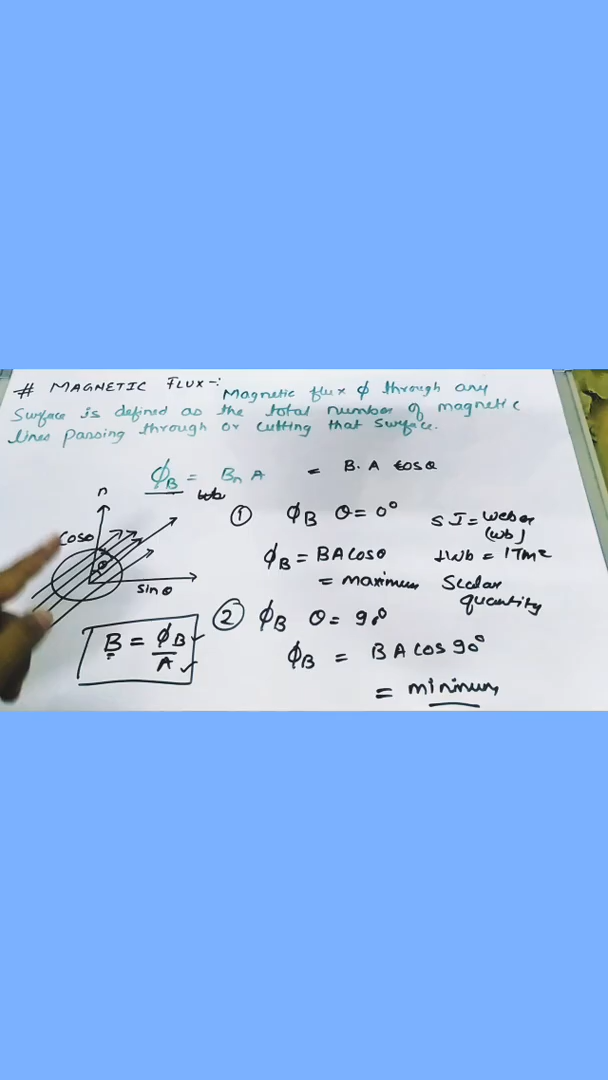 # MAGNETIC FLUX -: Magnetic flux ϕ through any
Surface is defined as the total number of magnetic
lines passing through or cutting that surface.
ϕB = Bn A = B. A cosθ
n
wb
① ϕB θ = 0°
SI = Weber
(wb)
cosθ
ϕB = BA cosθ
1Wb = 1Tm²
= maximum
Scalar
quantity
θ
sinθ
② ϕB θ = 90°
B = ϕB
A
ϕB = BA cos 90°
= minimum